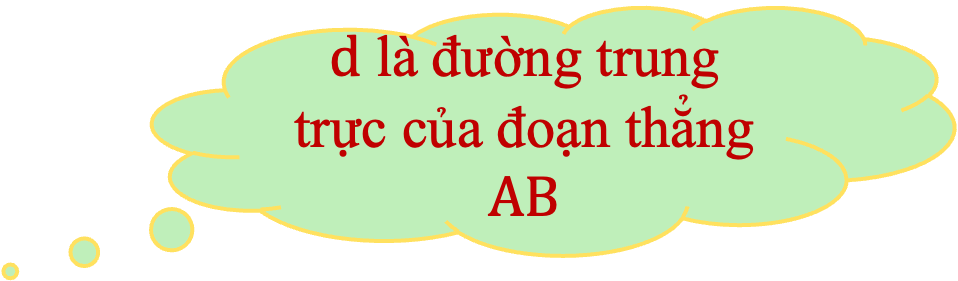 d là đường trung
trực của đoạn thẳng
AB